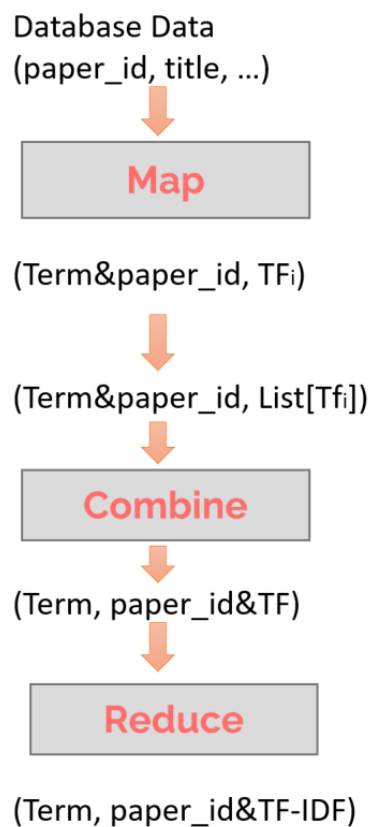 Database Data
(paper_id, title, ...)
Map
(Term&paper_id, TFi)
(Term&paper_id, List[Tfi])
Combine
(Term, paper_id&TF)
Reduce
(Term, paper_id&TF-IDF)